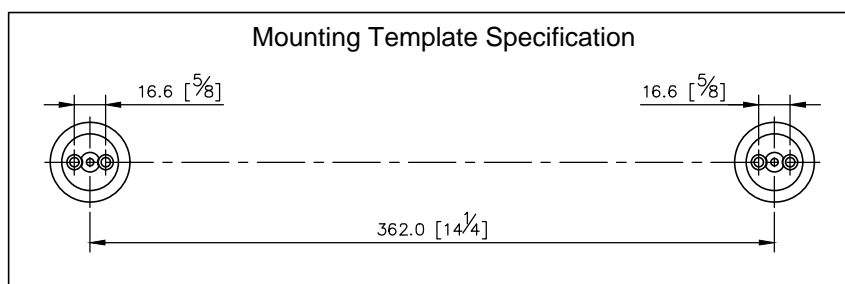 Mounting Template Specification
16.6 [5/8]
16.6 [5/8]
362.0 [14 1/4]